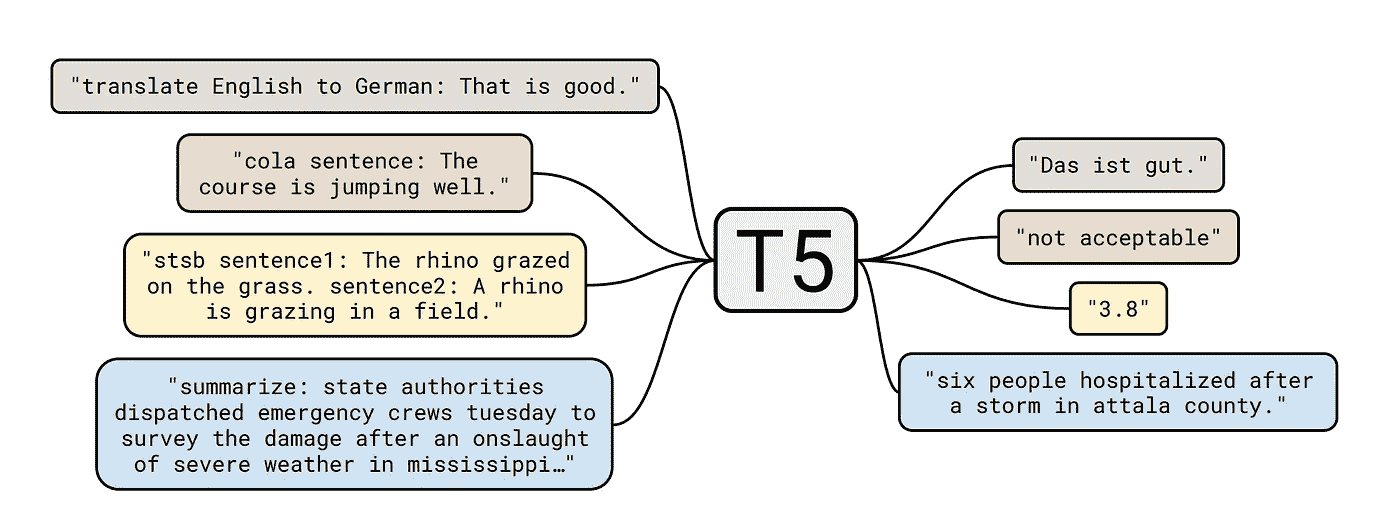 "translate English to German: That is good."
"cola sentence: The
course is jumping well."
"stsb sentence1: The rhino grazed
on the grass. sentence2: A rhino
is grazing in a field."
"summarize: state authorities
dispatched emergency crews tuesday to
survey the damage after an onslaught
of severe weather in mississippi…"
T5
"Das ist gut."
"not acceptable"
"3.8"
"six people hospitalized after
a storm in attala county."